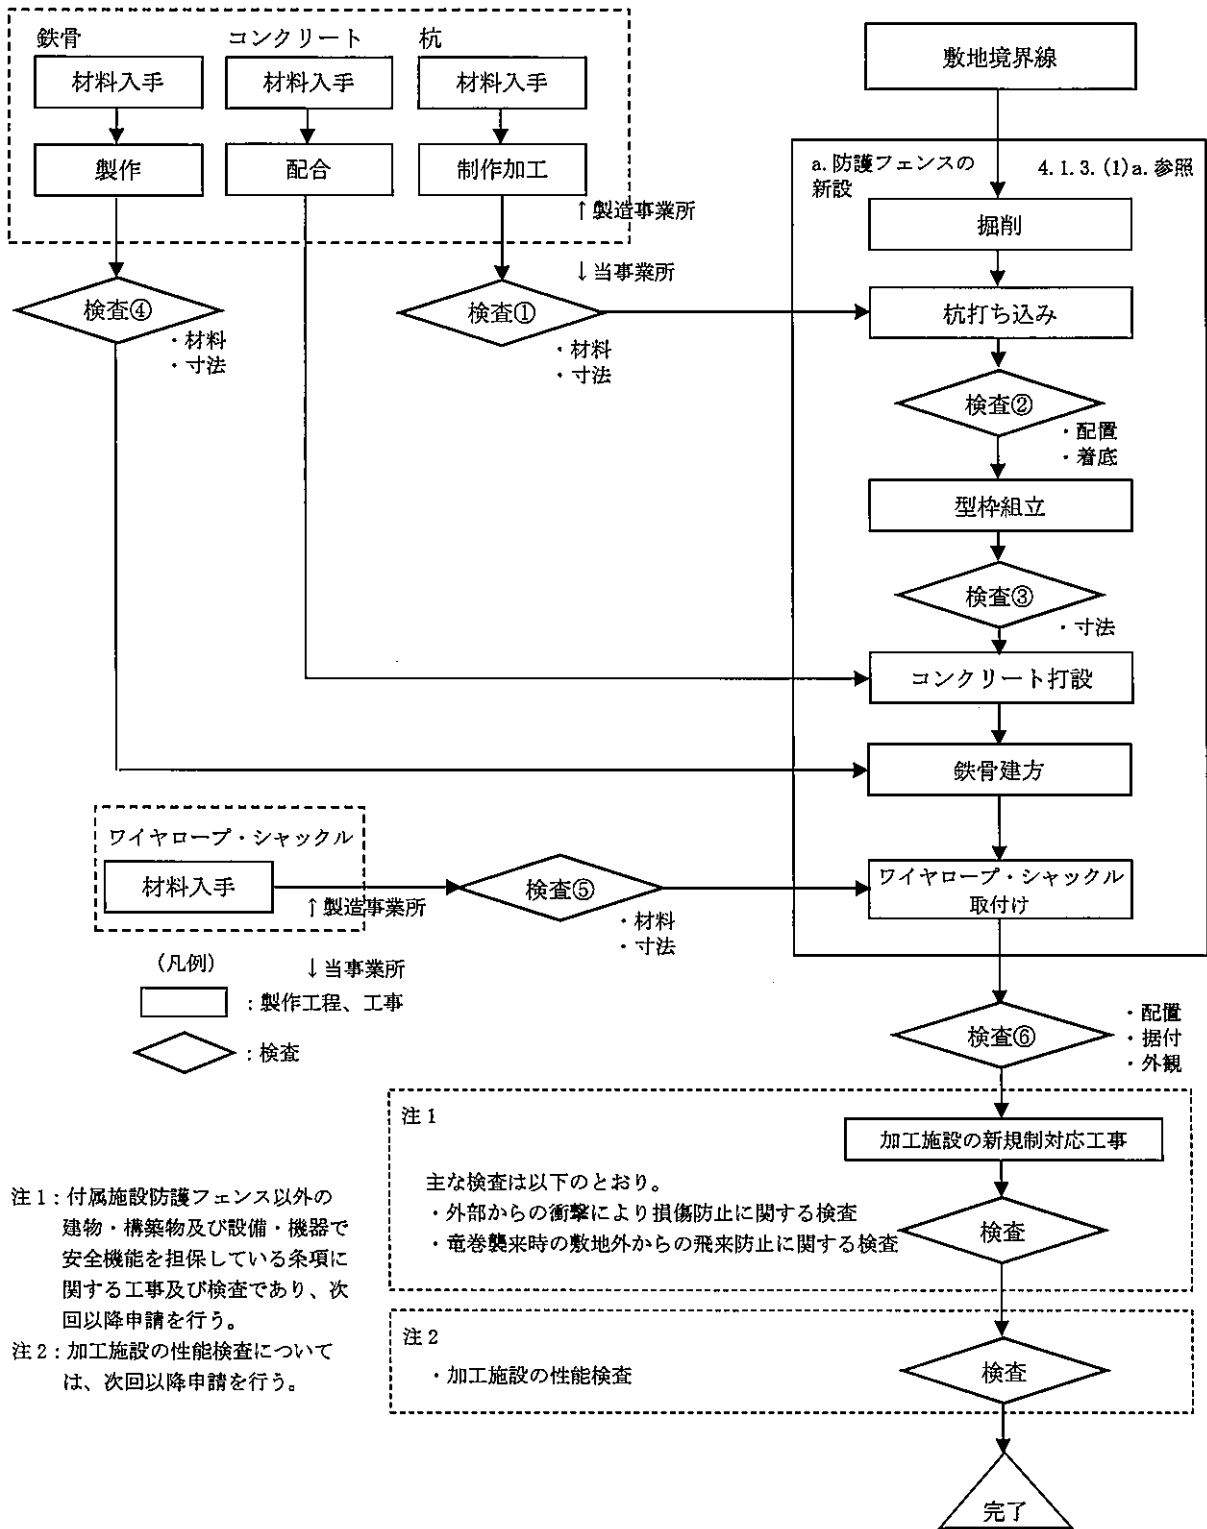 鉄骨
コンクリート
杭
材料入手
材料入手
材料入手
製作
配合
制作加工
↑製造事業所
↓当事業所
検査④
・材料
・寸法
検査①
・材料
・寸法
敷地境界線
a.防護フェンスの
新設
4.1.3.(1)a.参照
掘削
杭打ち込み
検査②
・配置
・着底
型枠組立
検査③
・寸法
コンクリート打設
鉄骨建方
ワイヤロープ・シャックル
材料入手
↑製造事業所
↓当事業所
検査⑤
・材料
・寸法
ワイヤロープ・シャックル
取付け
(凡例)
：製作工程、工事
：検査
検査⑥
・配置
・据付
・外観
注1
加工施設の新規制対応工事
主な検査は以下のとおり。
・外部からの衝撃により損傷防止に関する検査
・竜巻襲来時の敷地外からの飛来防止に関する検査
検査
注2
・加工施設の性能検査
検査
完了
注1：付属施設防護フェンス以外の
建物・構築物及び設備・機器で
安全機能を担保している条項に
関する工事及び検査であり、次
回以降申請を行う。
注2：加工施設の性能検査について
は、次回以降申請を行う。